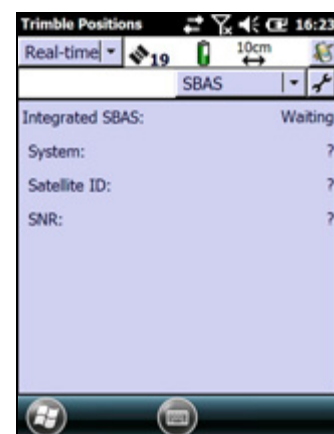 Trimble Positions 16:23
Real-time 19 10cm
SBAS
Integrated SBAS: Waiting
System: ?
Satellite ID: ?
SNR: ?